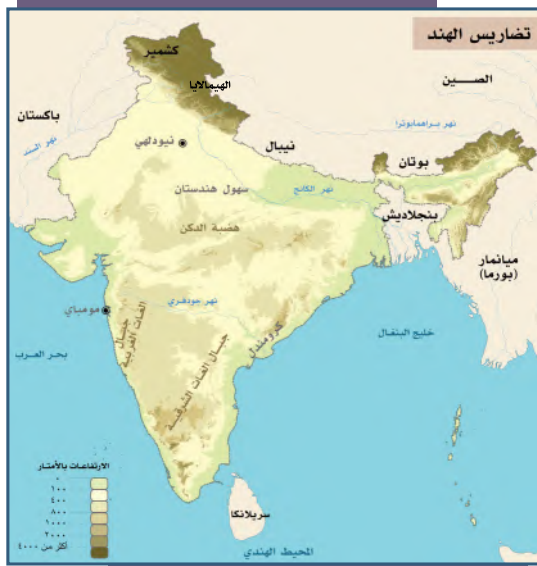 تضاريس الهند
كشمير
الهيمالايا
الصــين
باكستان
نهر السند
نيودلهي
نيبال
نهر براهمابوترا
بوتان
سهول هندستان
نهر الكانج
بنجلاديش
هضبة الدكن
ميانمار
(بورما)
مومباي
نهر جودفري
جبال
الغات الغربية
كرومندل
جبال الغات الشرقية
خليج البنغال
بحر العرب
الارتفاعات بالأمتار
٠
١٠٠
٤٠٠
٨٠٠
١٠٠٠
٢٠٠٠
أكثر من ٤٠٠٠
سريلانكا
المحيط الهندي